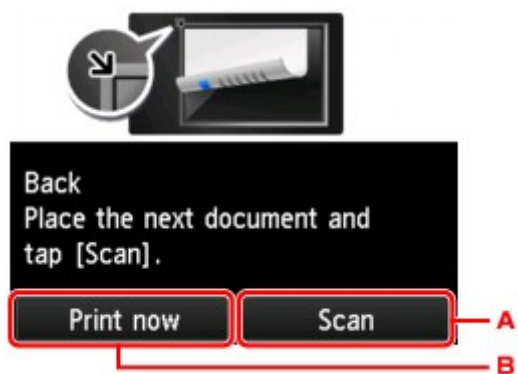 Back
Place the next document and
tap [Scan].
Print now Scan A
B